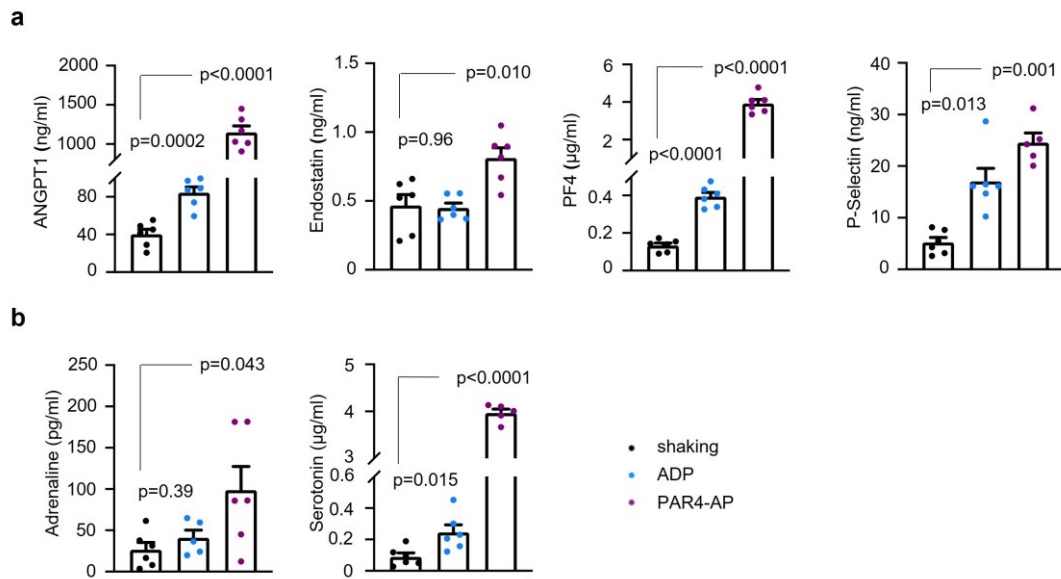 a
ANGPT1 (ng/ml)
2000
1500
1000
80
40
0
p<0.0001
p=0.0002
Endostatin (ng/ml)
1.5
1.0
0.5
0
p=0.010
p=0.96
PF4 (µg/ml)
6
4
2
0.4
0.2
0
p<0.0001
p<0.0001
P-Selectin (ng/ml)
40
30
20
10
0
p=0.001
p=0.013
b
Adrenaline (pg/ml)
250
200
150
100
50
0
p=0.043
p=0.39
Serotonin (µg/ml)
5
4
3
0.6
0.4
0.2
0
p<0.0001
p=0.015
shaking
ADP
PAR4-AP